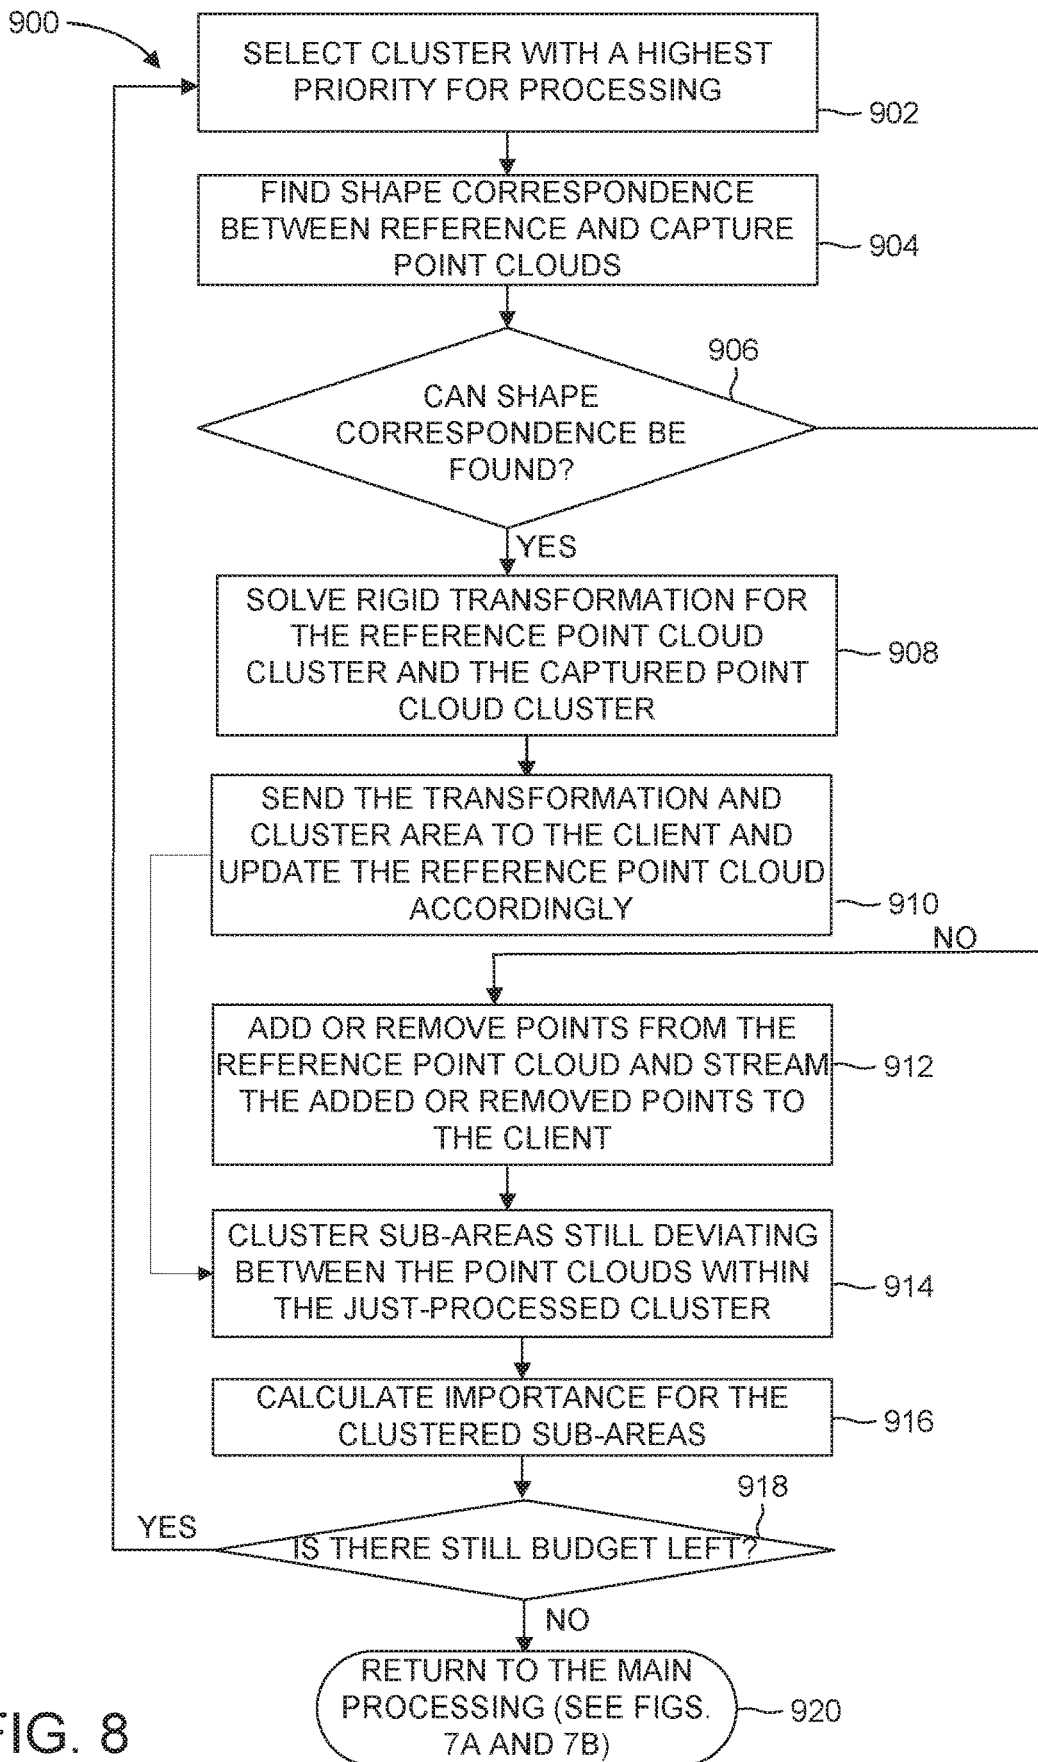 900
SELECT CLUSTER WITH A HIGHEST
PRIORITY FOR PROCESSING
902
FIND SHAPE CORRESPONDENCE
BETWEEN REFERENCE AND CAPTURE
POINT CLOUDS
904
906
CAN SHAPE
CORRESPONDENCE BE
FOUND?
YES
SOLVE RIGID TRANSFORMATION FOR
THE REFERENCE POINT CLOUD
CLUSTER AND THE CAPTURED POINT
CLOUD CLUSTER
908
SEND THE TRANSFORMATION AND
CLUSTER AREA TO THE CLIENT AND
UPDATE THE REFERENCE POINT CLOUD
ACCORDINGLY
910
NO
ADD OR REMOVE POINTS FROM THE
REFERENCE POINT CLOUD AND STREAM
THE ADDED OR REMOVED POINTS TO
THE CLIENT
912
CLUSTER SUB-AREAS STILL DEVIATING
BETWEEN THE POINT CLOUDS WITHIN
THE JUST-PROCESSED CLUSTER
914
CALCULATE IMPORTANCE FOR THE
CLUSTERED SUB-AREAS
916
918
YES
IS THERE STILL BUDGET LEFT?
NO
RETURN TO THE MAIN
PROCESSING (SEE FIGS.
7A AND 7B)
920
FIG. 8